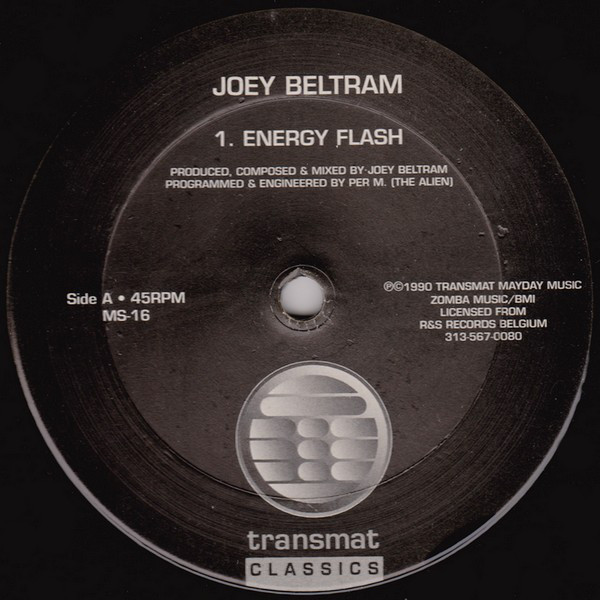 JOEY BELTRAM
1. ENERGY FLASH
PRODUCED, COMPOSED & MIXED BY JOEY BELTRAM
PROGRAMMED & ENGINEERED BY PER M. (THE ALIEN)
Side A • 45RPM
MS-16
℗©1990 TRANSMAT MAYDAY MUSIC
ZOMBA MUSIC/BMI
LICENSED FROM
R&S RECORDS BELGIUM
313-567-0080
transmat
CLASSICS